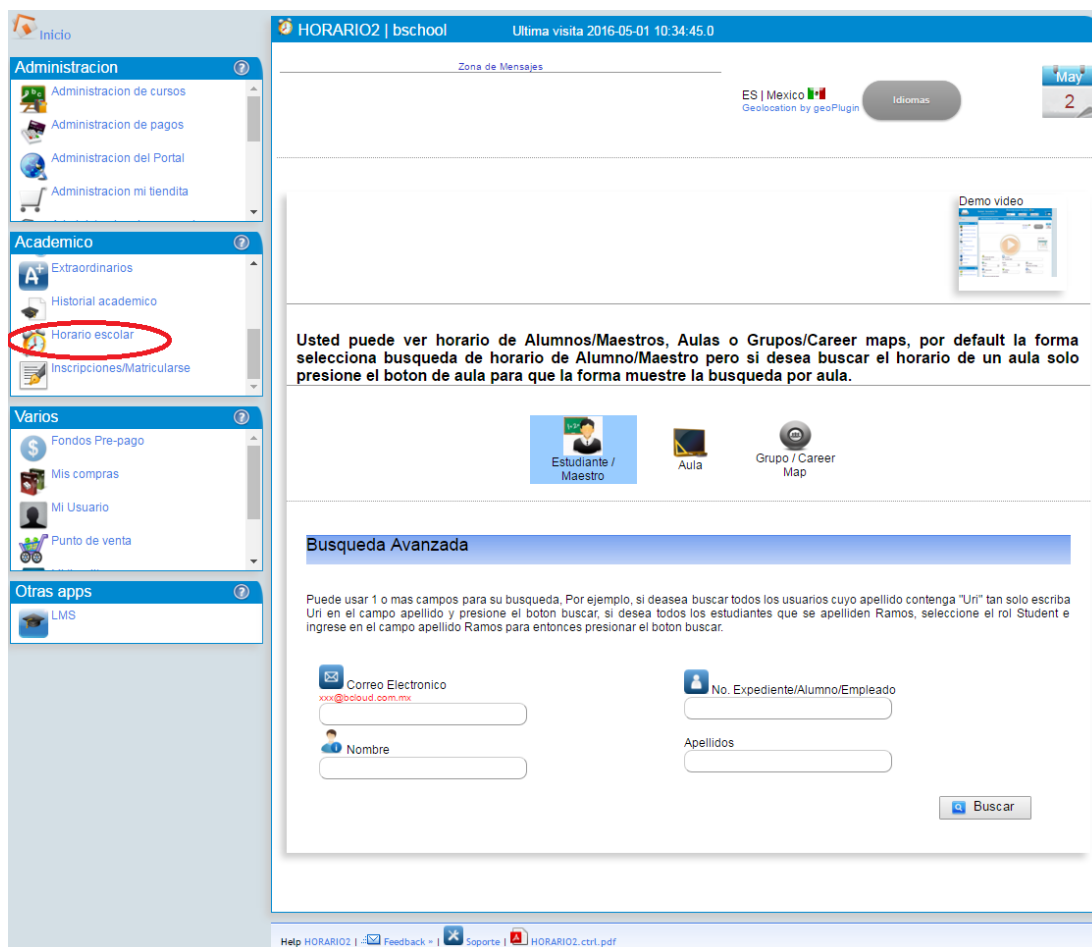 Inicio
Administracion
Administracion de cursos
Administracion de pagos
Administracion del Portal
Administracion mi tiendita
Academico
Extraordinarios
Historial academico
Horario escolar
Inscripciones/Matricularse
Varios
Fondos Pre-pago
Mis compras
Mi Usuario
Punto de venta
Otras apps
LMS
HORARIO2 | bschool Ultima visita 2016-05-01 10:34:45.0
Zona de Mensajes
ES | Mexico
Geolocation by geoPlugin
Idiomas
May
2
Demo video
Usted puede ver horario de Alumnos/Maestros, Aulas o Grupos/Career maps, por default la forma
selecciona busqueda de horario de Alumno/Maestro pero si desea buscar el horario de un aula solo
presione el boton de aula para que la forma muestre la busqueda por aula.
Estudiante /
Maestro
Aula
Grupo / Career
Map
Busqueda Avanzada
Puede usar 1 o mas campos para su busqueda, Por ejemplo, si deasea buscar todos los usuarios cuyo apellido contenga "Uri" tan solo escriba
Uri en el campo apellido y presione el boton buscar, si desea todos los estudiantes que se apelliden Ramos, seleccione el rol Student e
ingrese en el campo apellido Ramos para entonces presionar el boton buscar.
Correo Electronico
xxx@bcloud.com.mx
No. Expediente/Alumno/Empleado
Nombre
Apellidos
Buscar
Help HORARIO2 | Feedback » | Soporte | HORARIO2.ctrl.pdf